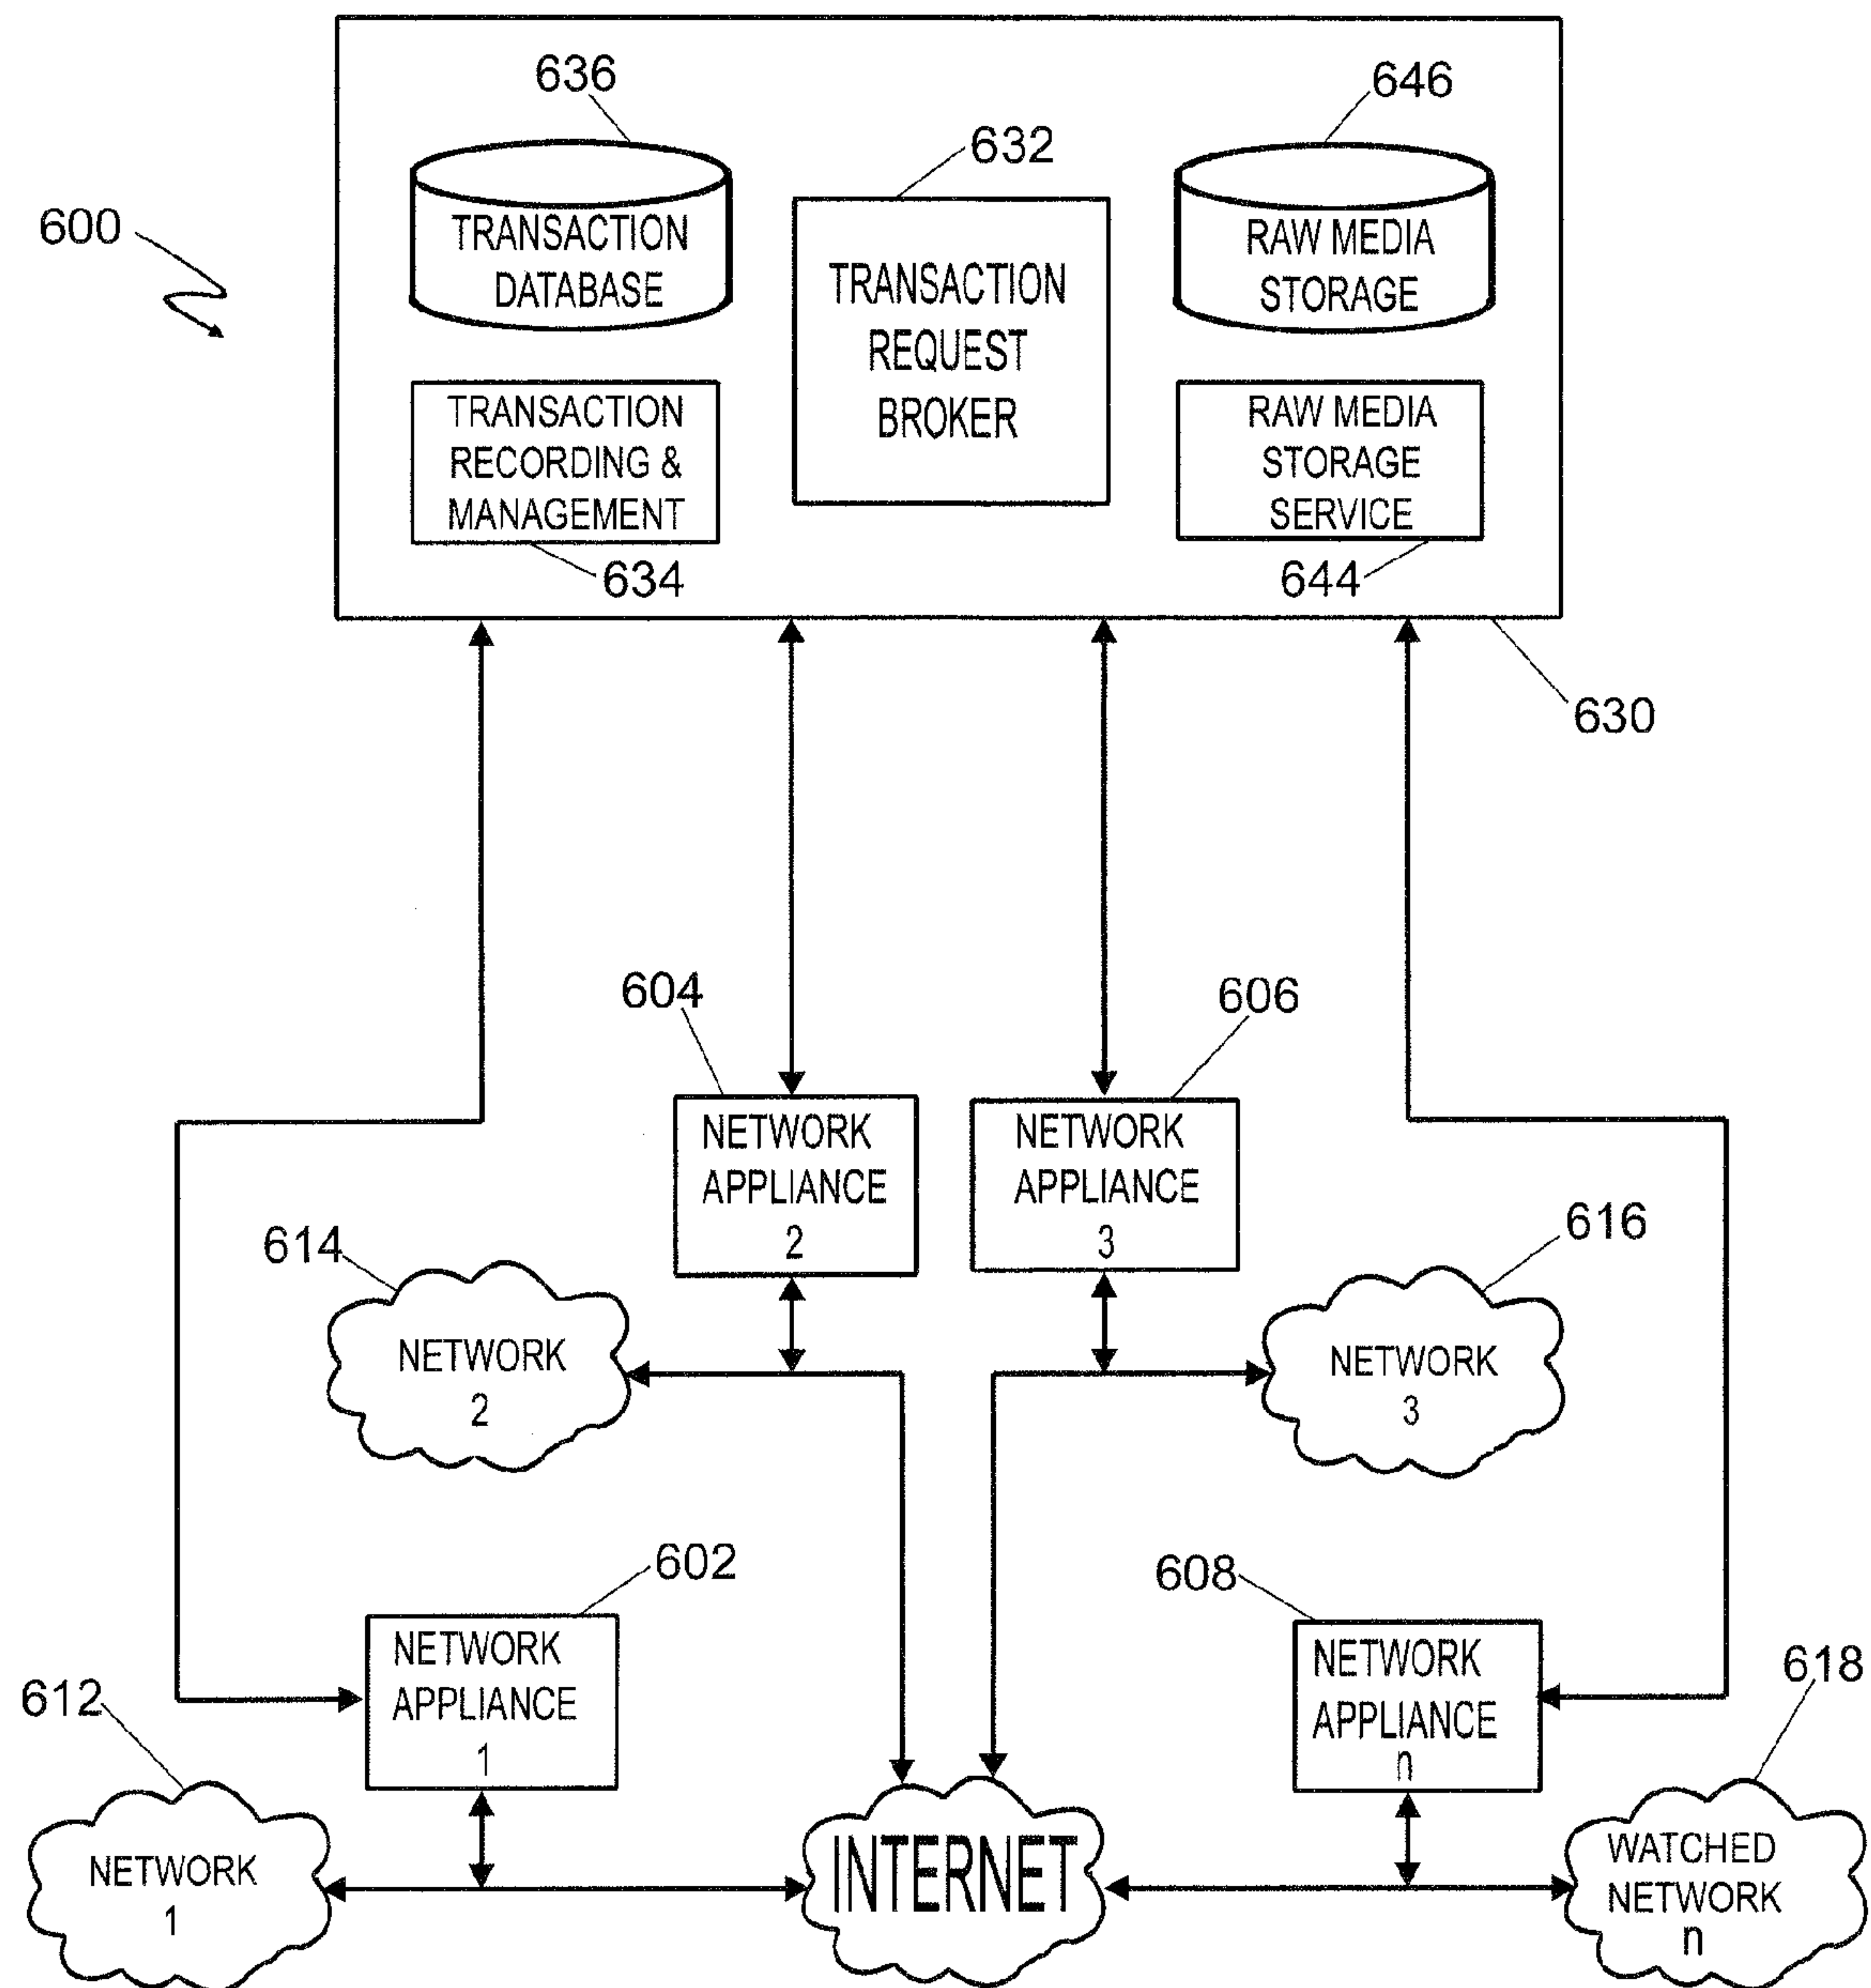 636
646
632
600
TRANSACTION
DATABASE
TRANSACTION
REQUEST
BROKER
RAW MEDIA
STORAGE
TRANSACTION
RECORDING &
MANAGEMENT
RAW MEDIA
STORAGE
SERVICE
634
644
630
604
606
NETWORK
APPLIANCE
2
NETWORK
APPLIANCE
3
614
616
NETWORK
2
NETWORK
3
602
608
NETWORK
APPLIANCE
1
NETWORK
APPLIANCE
n
612
618
NETWORK
1
INTERNET
WATCHED
NETWORK
n